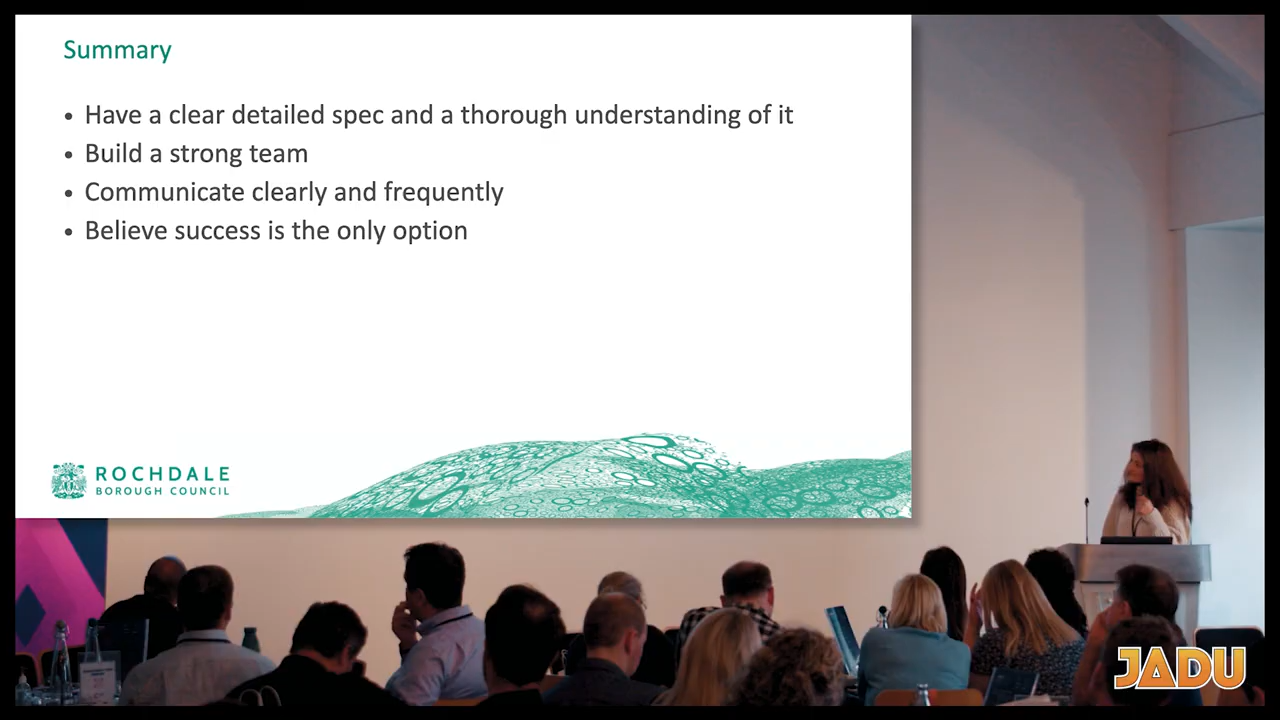 Summary
• Have a clear detailed spec and a thorough understanding of it
• Build a strong team
• Communicate clearly and frequently
• Believe success is the only option
ROCHDALE
BOROUGH COUNCIL
JADU